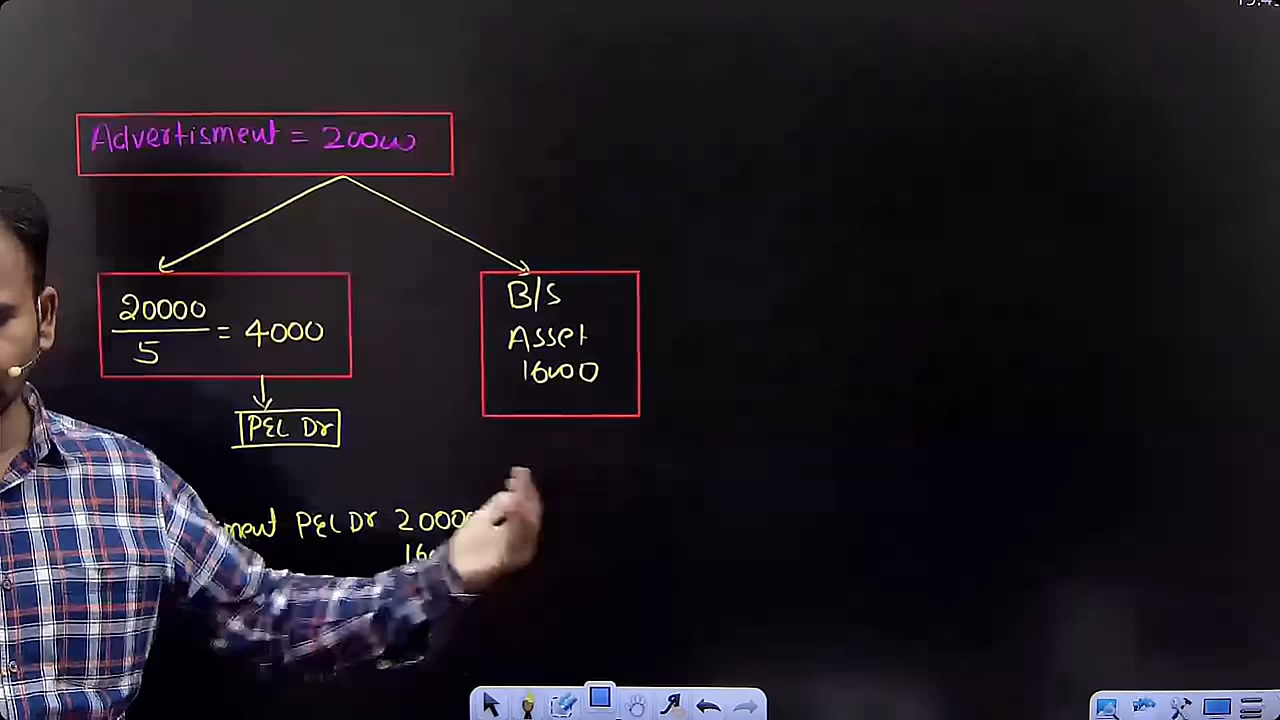 Advertisment = 20000
20000
5
= 4000
P&L Dr
B/S
Asset
16000
P&L Dr 20000